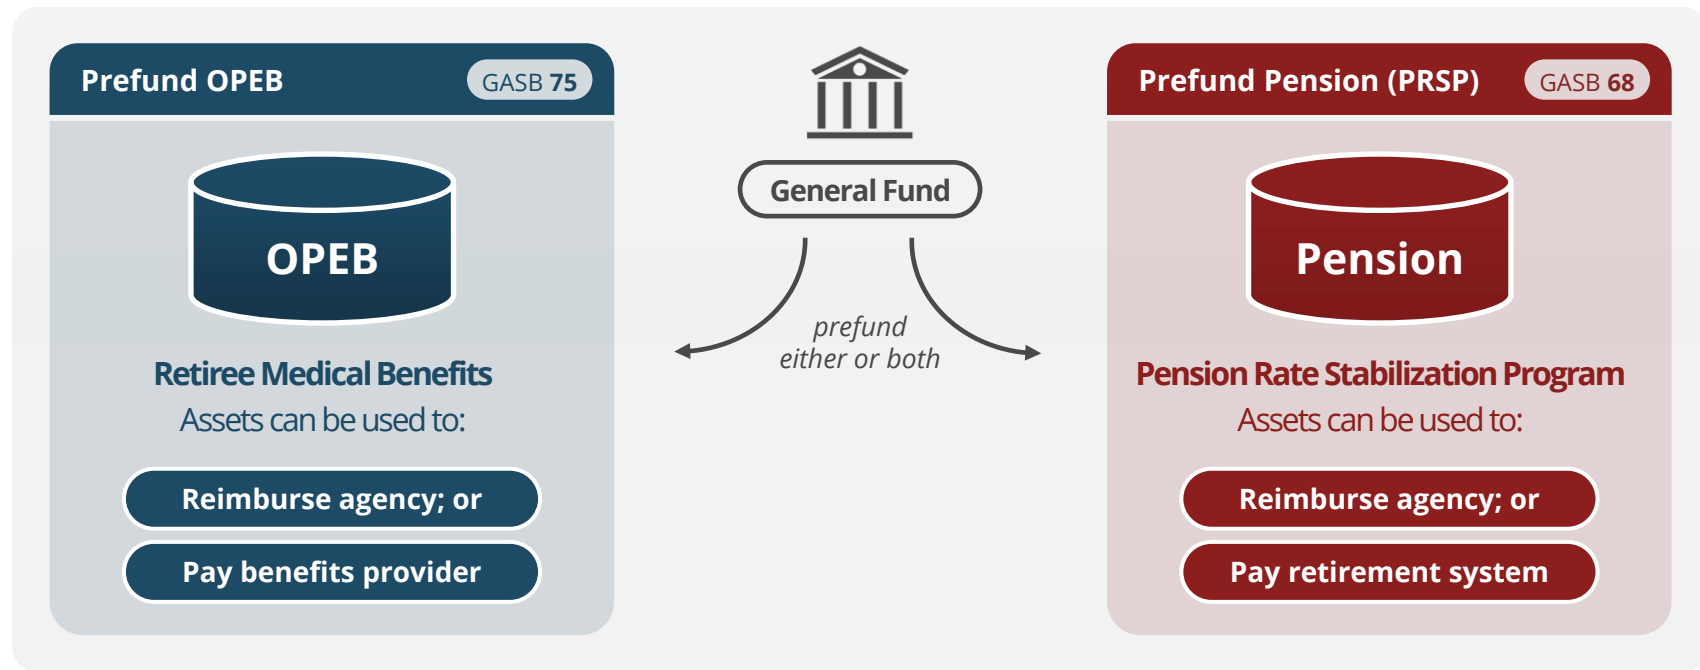 Prefund OPEB
GASB 75
OPEB
Retiree Medical Benefits
Assets can be used to:
Reimburse agency; or
Pay benefits provider
General Fund
prefund
either or both
Prefund Pension (PRSP)
GASB 68
Pension
Pension Rate Stabilization Program
Assets can be used to:
Reimburse agency; or
Pay retirement system